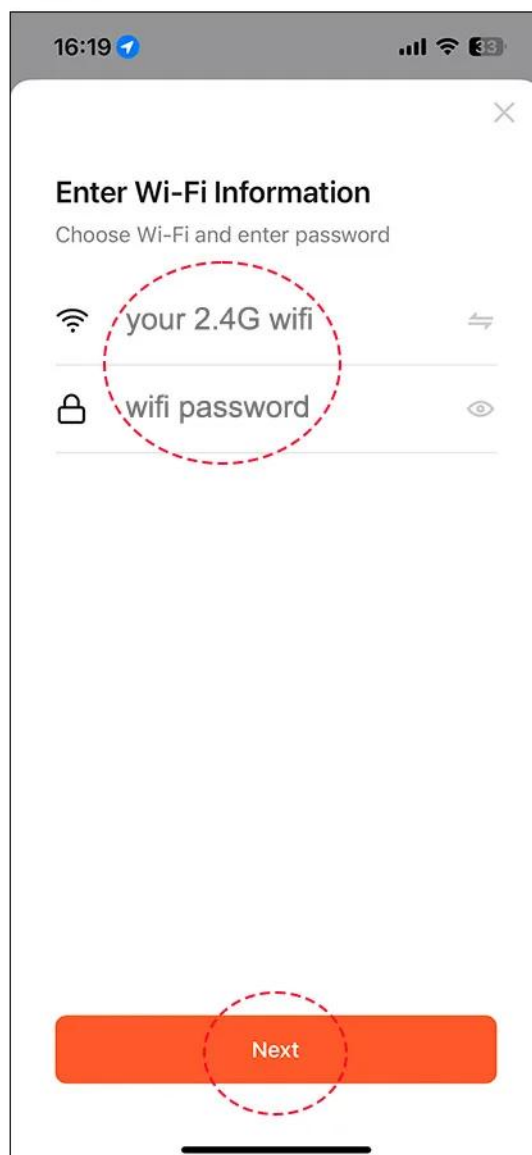 16:19
33
Enter Wi-Fi Information
Choose Wi-Fi and enter password
your 2.4G wifi
wifi password
Next